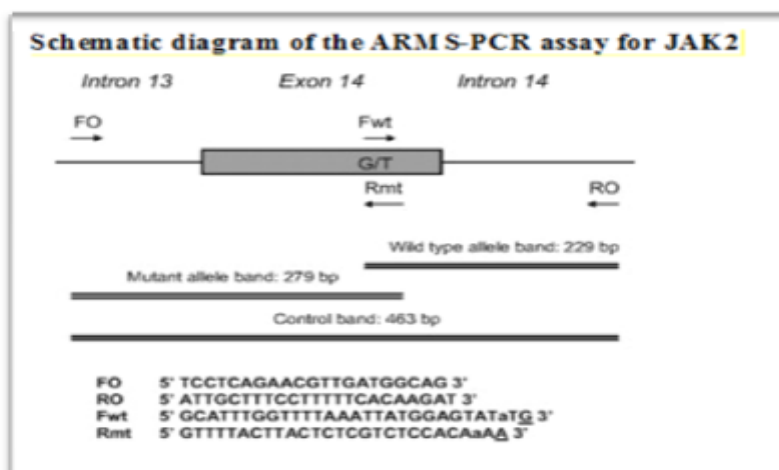 Schematic diagram of the ARMS-PCR assay for JAK2
Intron 13 Exon 14 Intron 14
FO Fwt
G/T
Rmt RO
Wild type allele band: 229 bp
Mutant allele band: 279 bp
Control band: 463 bp
FO 5' TCCTCAGAACGTTGATGGCAG 3'
RO 5' ATTGCTTTCCTTTTTCACAAGAT 3'
Fwt 5' GCATTTGGTTTTAAATTATGGAGTATaTG 3'
Rmt 5' GTTTTACTTACTCTCGTCTCCACAaAA 3'